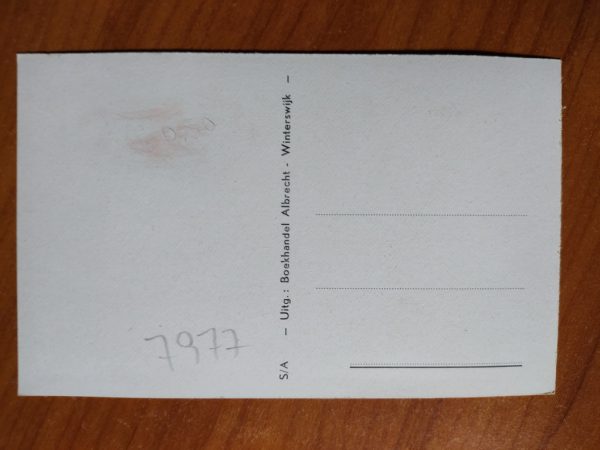 7977
S/A — Uitg.: Boekhandel Albrecht - Winterswijk —